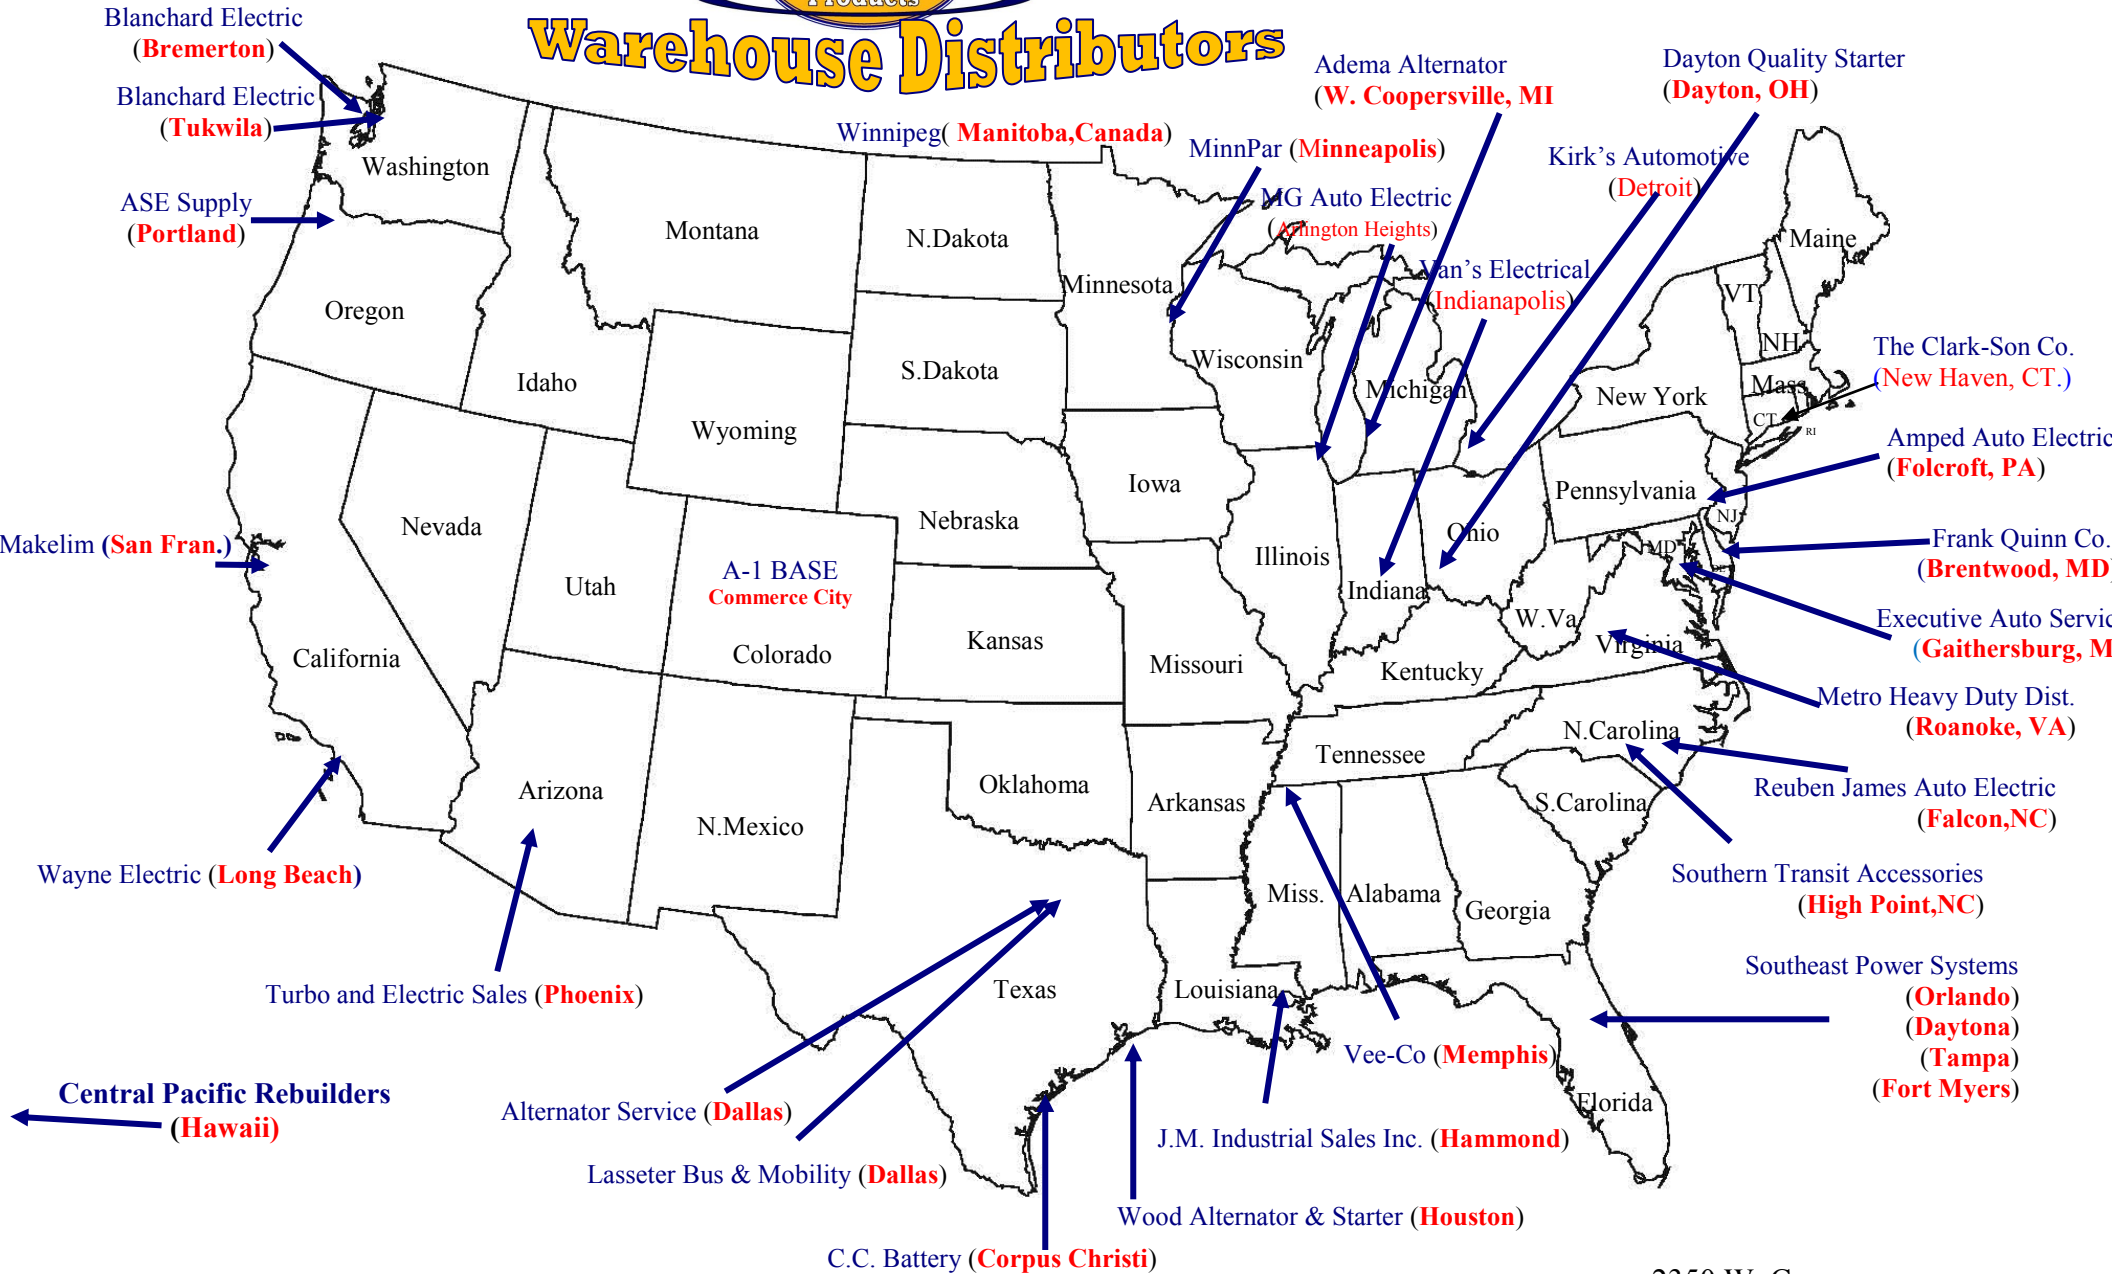 Products
Warehouse Distributors
Blanchard Electric
(Bremerton)
Blanchard Electric
(Tukwila)
ASE Supply
(Portland)
Winnipeg( Manitoba,Canada)
MinnPar (Minneapolis)
Adema Alternator
(W. Coopersville, MI
Dayton Quality Starter
(Dayton, OH)
Kirk's Automotive
(Detroit)
MG Auto Electric
(Arlington Heights)
Van's Electrical
(Indianapolis)
The Clark-Son Co.
(New Haven, CT.)
Amped Auto Electric
(Folcroft, PA)
Frank Quinn Co.
(Brentwood, MD)
Executive Auto Servic
(Gaithersburg, M
Metro Heavy Duty Dist.
(Roanoke, VA)
Reuben James Auto Electric
(Falcon,NC)
Southern Transit Accessories
(High Point,NC)
Southeast Power Systems
(Orlando)
(Daytona)
(Tampa)
(Fort Myers)
Makelim (San Fran.)
Wayne Electric (Long Beach)
Turbo and Electric Sales (Phoenix)
Central Pacific Rebuilders
(Hawaii)
Alternator Service (Dallas)
Lasseter Bus & Mobility (Dallas)
C.C. Battery (Corpus Christi)
Wood Alternator & Starter (Houston)
J.M. Industrial Sales Inc. (Hammond)
Vee-Co (Memphis)
A-1 BASE
Commerce City
Washington
Montana
N.Dakota
Minnesota
Maine
Oregon
Idaho
Wyoming
S.Dakota
Wisconsin
Michigan
New York
VT
NH
Mass
CT
RI
Nevada
Utah
Colorado
Nebraska
Iowa
Illinois
Indiana
Ohio
Pennsylvania
NJ
MD
DE
California
Kansas
Missouri
Kentucky
W.Va
Virginia
Arizona
N.Mexico
Oklahoma
Arkansas
Tennessee
N.Carolina
S.Carolina
Texas
Louisiana
Miss.
Alabama
Georgia
Florida